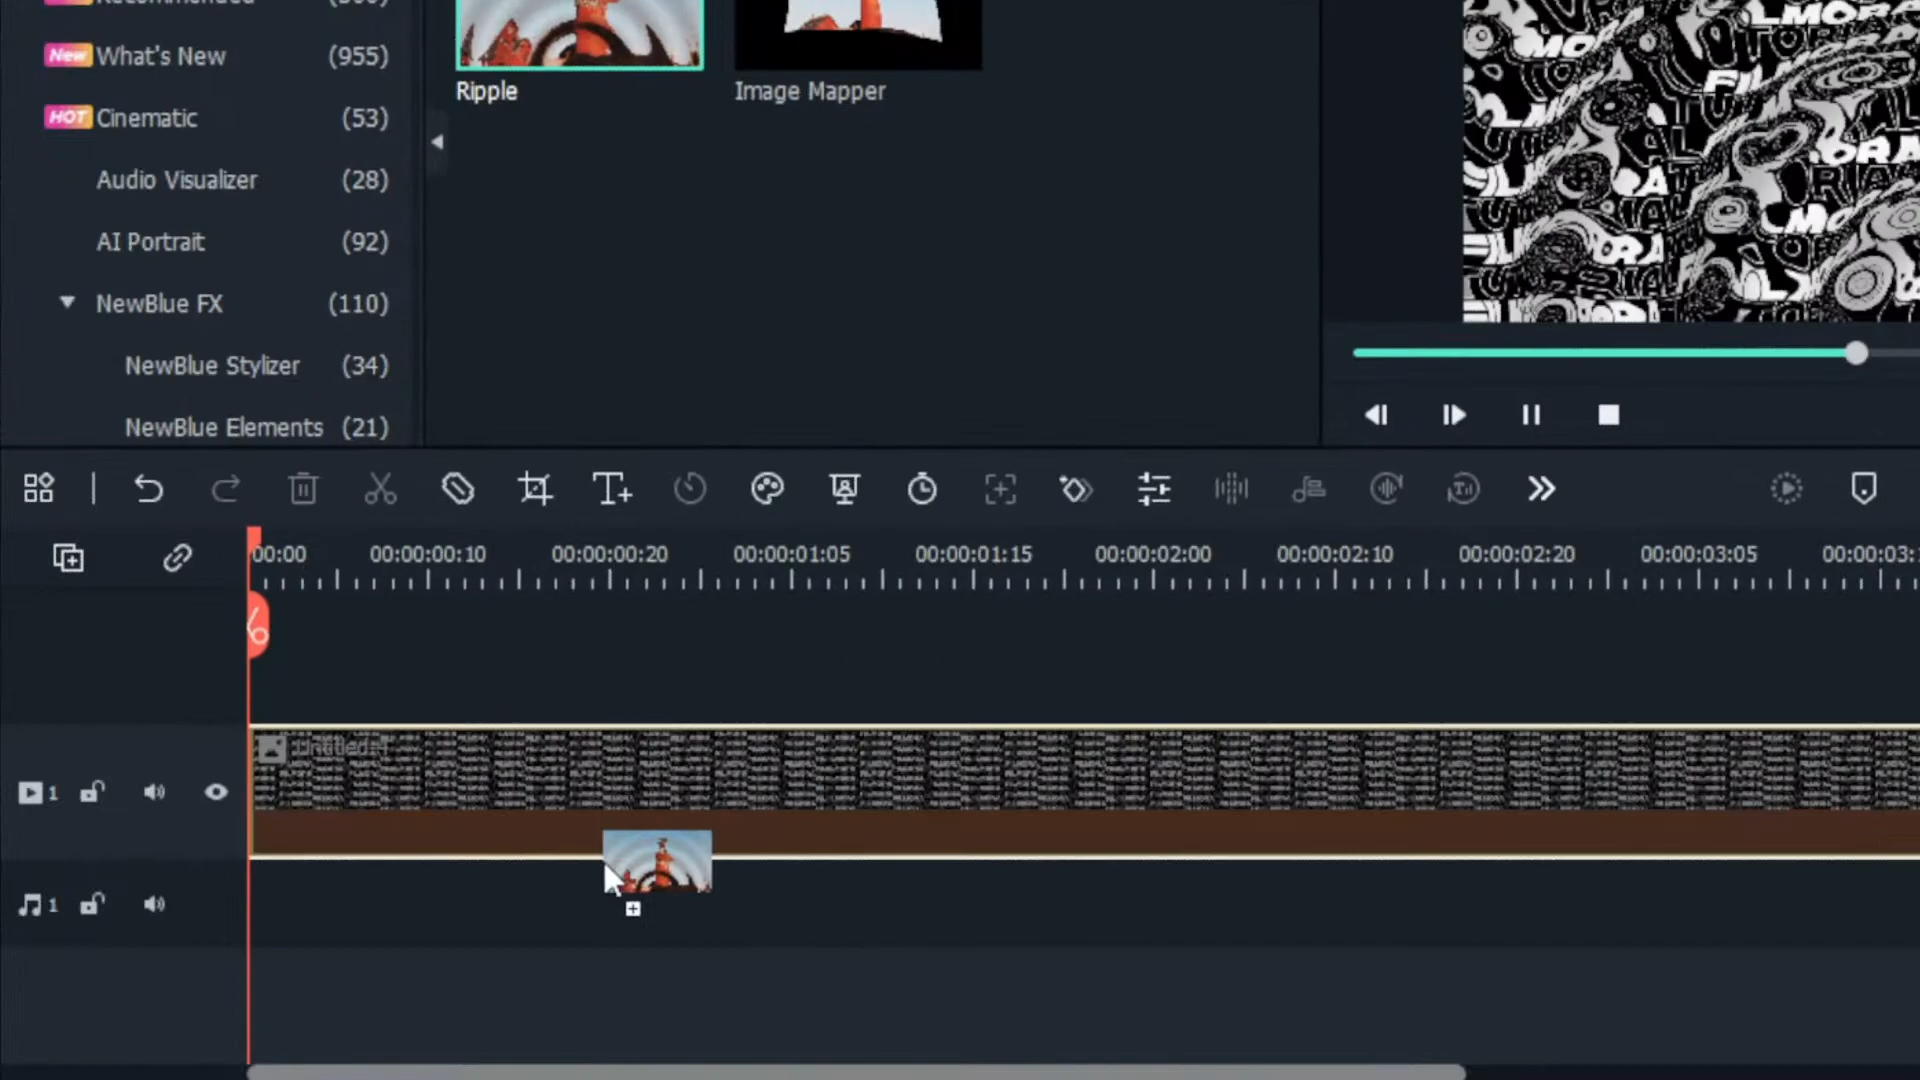 Recommended
New What's New (955)
HOT Cinematic (53)
Audio Visualizer (28)
AI Portrait (92)
NewBlue FX (110)
NewBlue Stylizer (34)
NewBlue Elements (21)
Ripple
Image Mapper
00:00 00:00:00:10 00:00:00:20 00:00:01:05 00:00:01:15 00:00:02:00 00:00:02:10 00:00:02:20 00:00:03:05 00:00:03:1
1
1